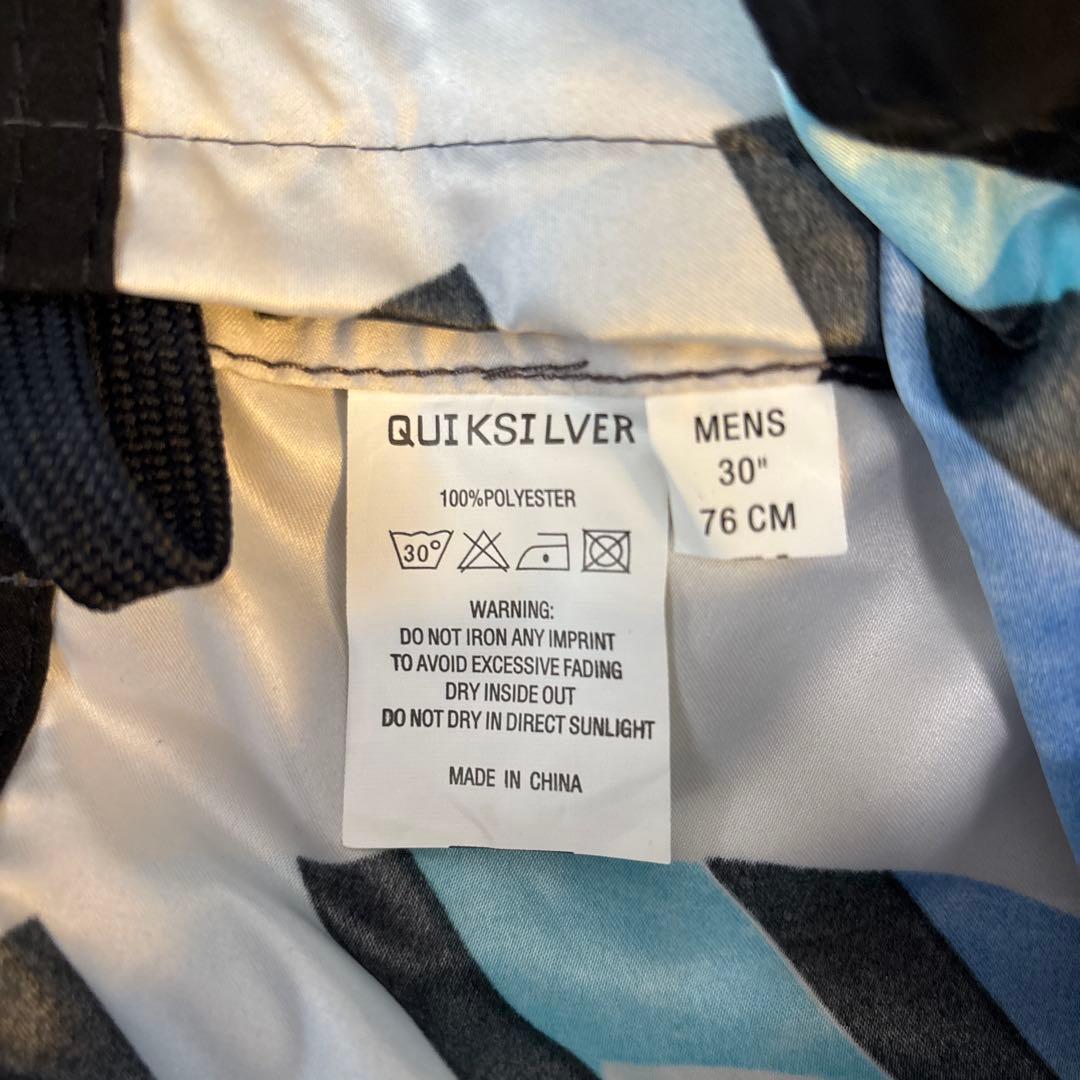 QUIKSILVER
100%POLYESTER
30°
WARNING:
DO NOT IRON ANY IMPRINT
TO AVOID EXCESSIVE FADING
DRY INSIDE OUT
DO NOT DRY IN DIRECT SUNLIGHT
MADE IN CHINA
MENS
30"
76 CM